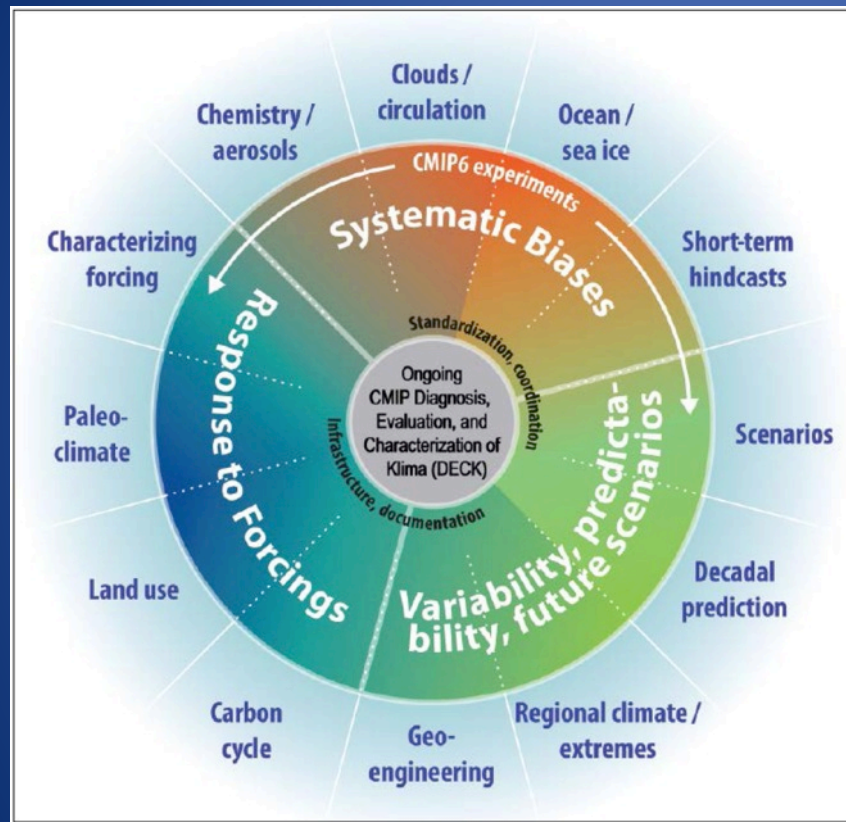 Clouds /
circulation
Chemistry /
aerosols
Ocean /
sea ice
CMIP6 experiments
Systematic Biases
Characterizing
forcing
Short-term
hindcasts
Standardization, coordination
Ongoing
CMIP Diagnosis,
Evaluation, and
Characterization of
Klima (DECK)
Infrastructure, documentation
Response to Forcings
Variability, predicta-
bility, future scenarios
Paleo-
climate
Scenarios
Land use
Decadal
prediction
Carbon
cycle
Geo-
engineering
Regional climate /
extremes